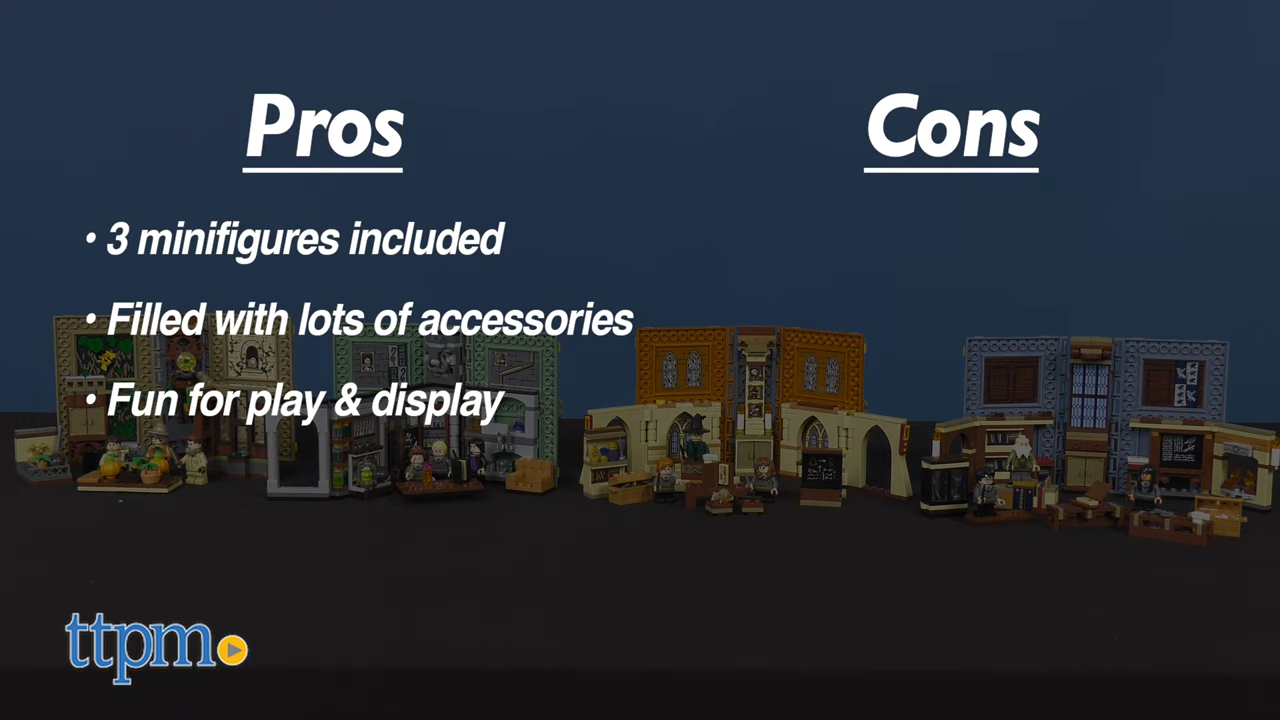 Pros
Cons
• 3 minifigures included
• Filled with lots of accessories
• Fun for play & display
ttpm